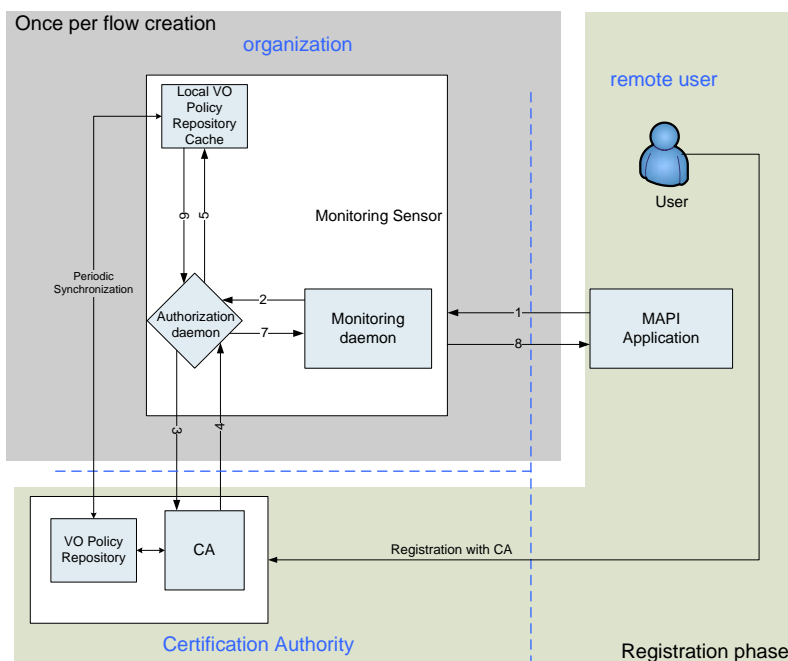 Once per flow creation
organization
remote user
Local VO
Policy
Repository
Cache
User
Monitoring Sensor
6
5
Periodic
Synchronization
Authorization
daemon
2
7
Monitoring
daemon
1
8
MAPI
Application
3
4
VO Policy
Repository
CA
Registration with CA
Certification Authority
Registration phase